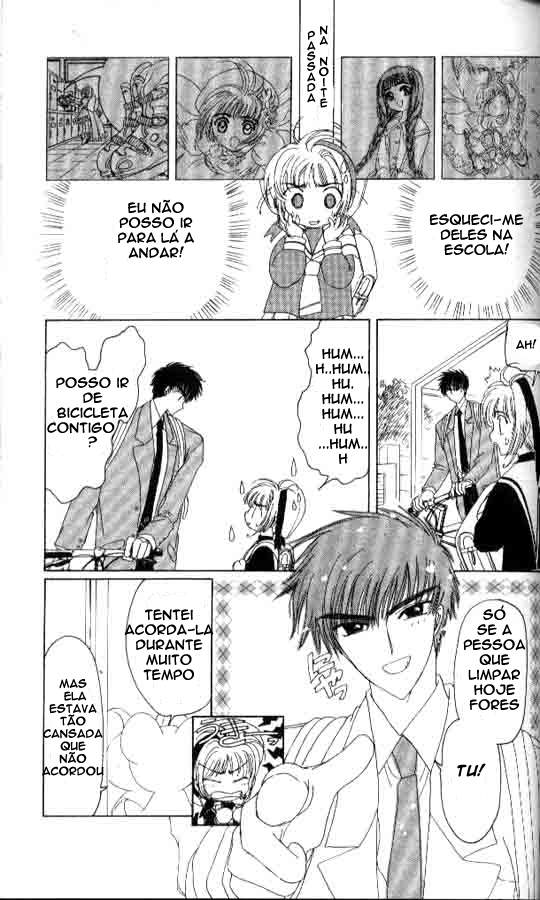 NA NOITE
PASSADA
ESQUECI-ME
DELES NA
ESCOLA!
EU NÃO
POSSO IR
PARA LÁ A
ANDAR!
AH!
HUM...
H..HUM..
HU.
HUM...
HUM...
HU
...HUM..
H
POSSO IR
DE
BICICLETA
CONTIGO
?
SÓ
SE A
PESSOA
QUE
LIMPAR
HOJE
FORES
TU!
TENTEI
ACORDA-LA
DURANTE
MUITO
TEMPO
MAS
ELA
ESTAVA
TÃO
CANSADA
QUE
NÃO
ACORDOU